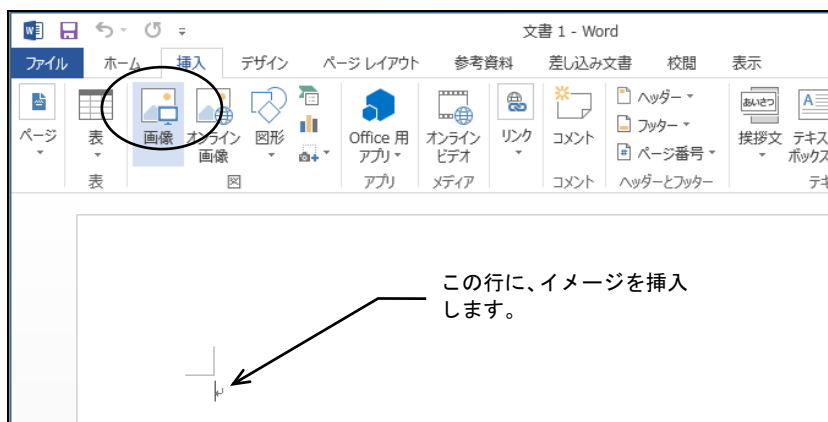 文書 1 - Word
ファイル ホーム 挿入 デザイン ページ レイアウト 参考資料 差し込み文書 校閲 表示
ページ 表 画像 オンライン 画像 図形 Office 用 アプリ オンライン ビデオ リンク コメント ヘッダー フッター ページ番号 あいさつ 挨拶文 テキス ボックス
表 図 アプリ メディア コメント ヘッダーとフッター テキ
この行に、イメージを挿入
します。